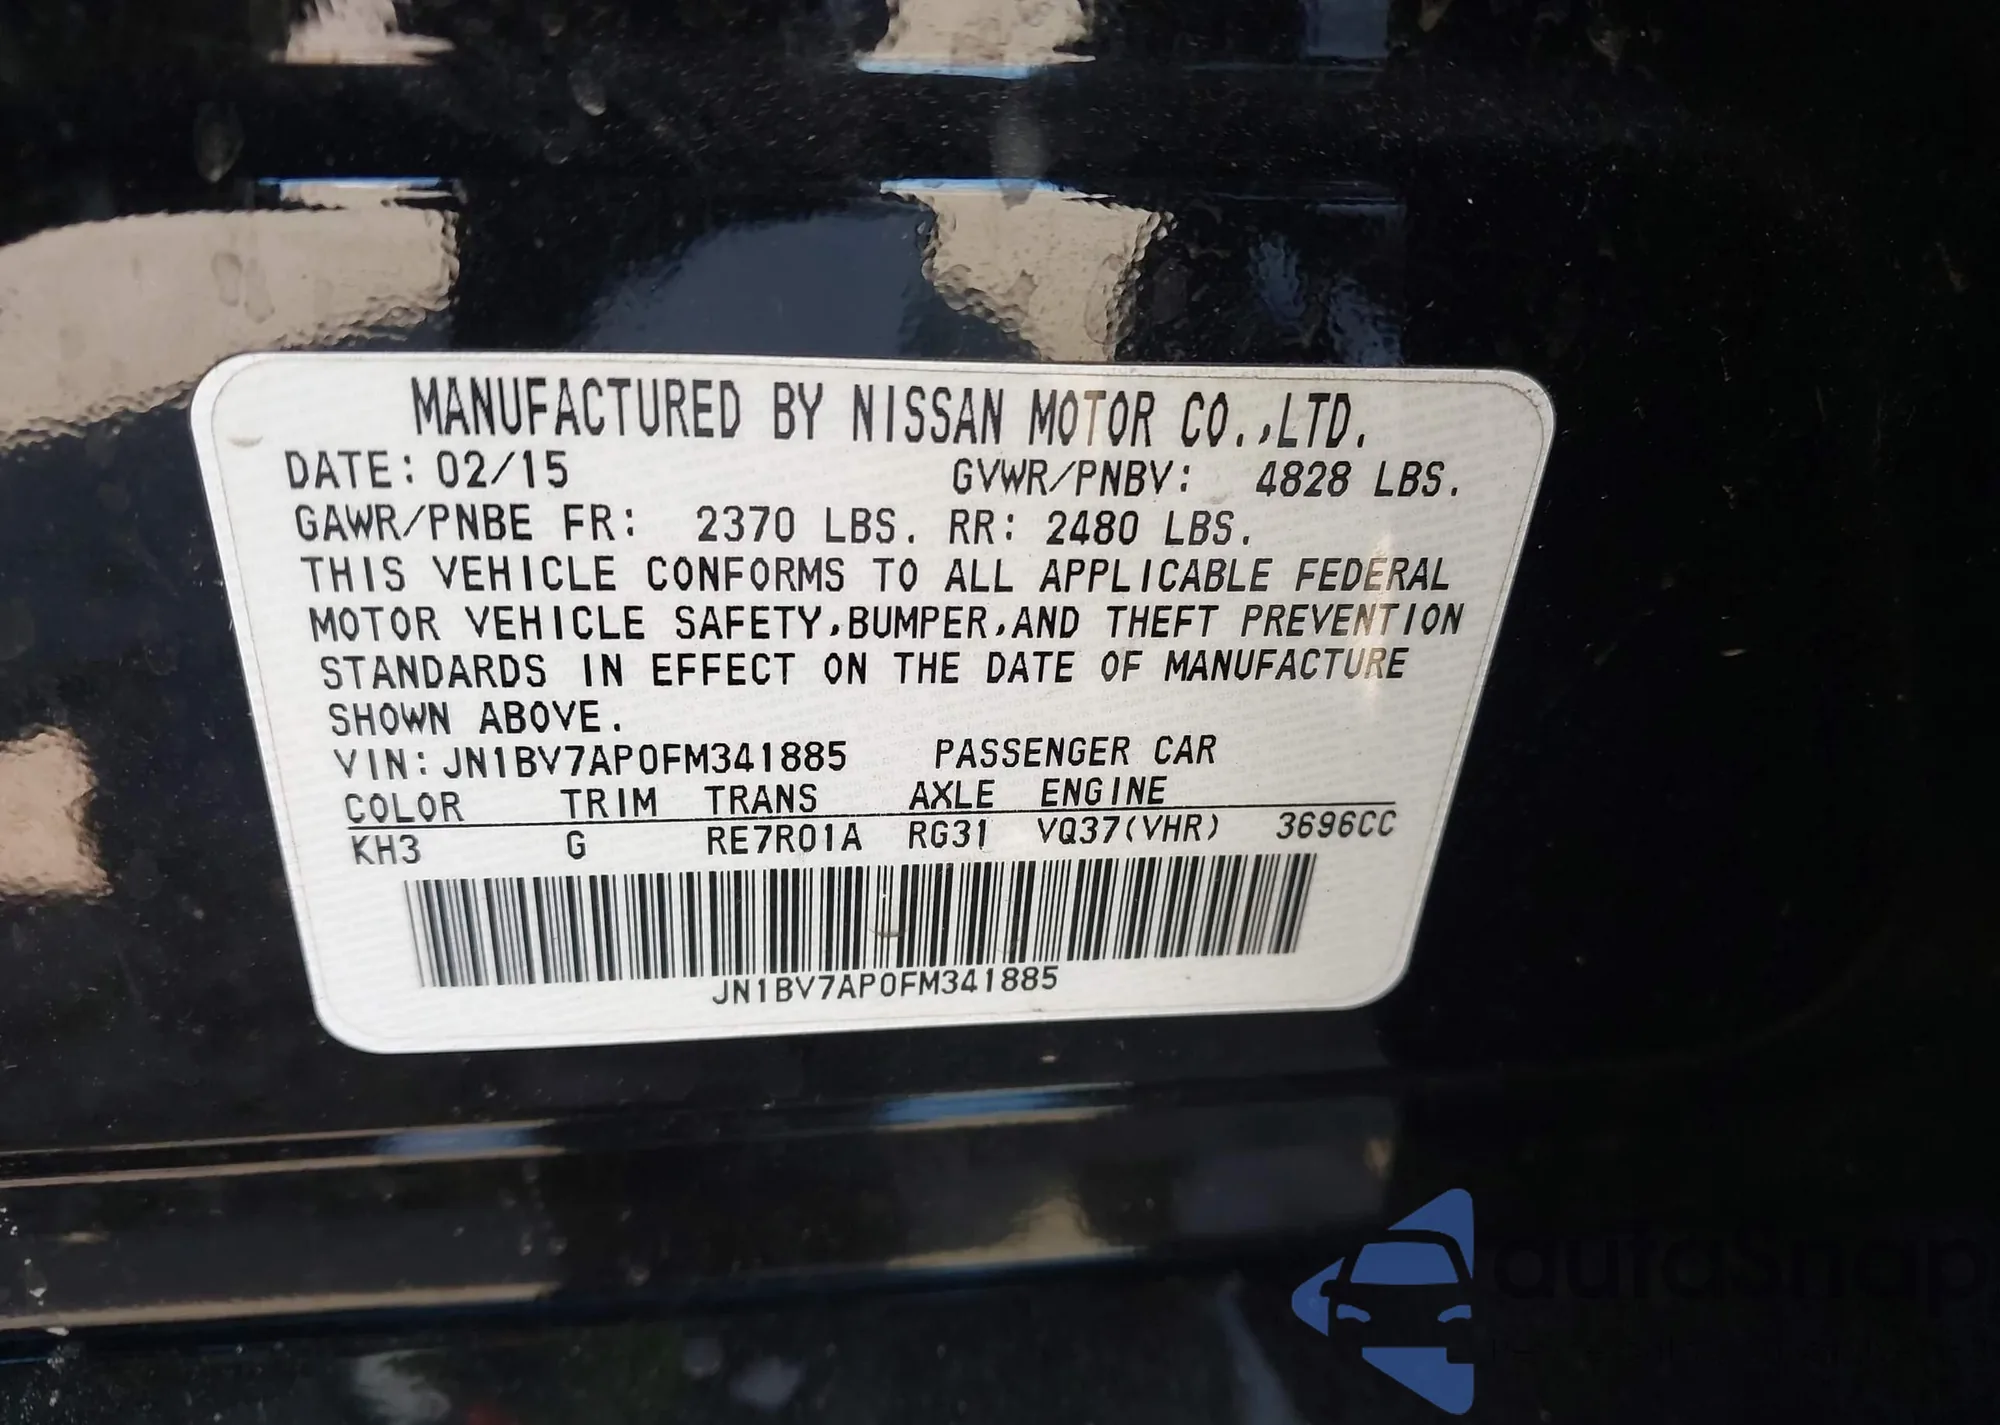 MANUFACTURED BY NISSAN MOTOR CO.,LTD.
DATE: 02/15 GVWR/PNBV: 4828 LBS.
GAWR/PNBE FR: 2370 LBS. RR: 2480 LBS.
THIS VEHICLE CONFORMS TO ALL APPLICABLE FEDERAL
MOTOR VEHICLE SAFETY,BUMPER,AND THEFT PREVENTION
STANDARDS IN EFFECT ON THE DATE OF MANUFACTURE
SHOWN ABOVE.
VIN: JN1BV7AP0FM341885 PASSENGER CAR
COLOR TRIM TRANS AXLE ENGINE
KH3 G RE7R01A RG31 VQ37(VHR) 3696CC
JN1BV7AP0FM341885
autosnap